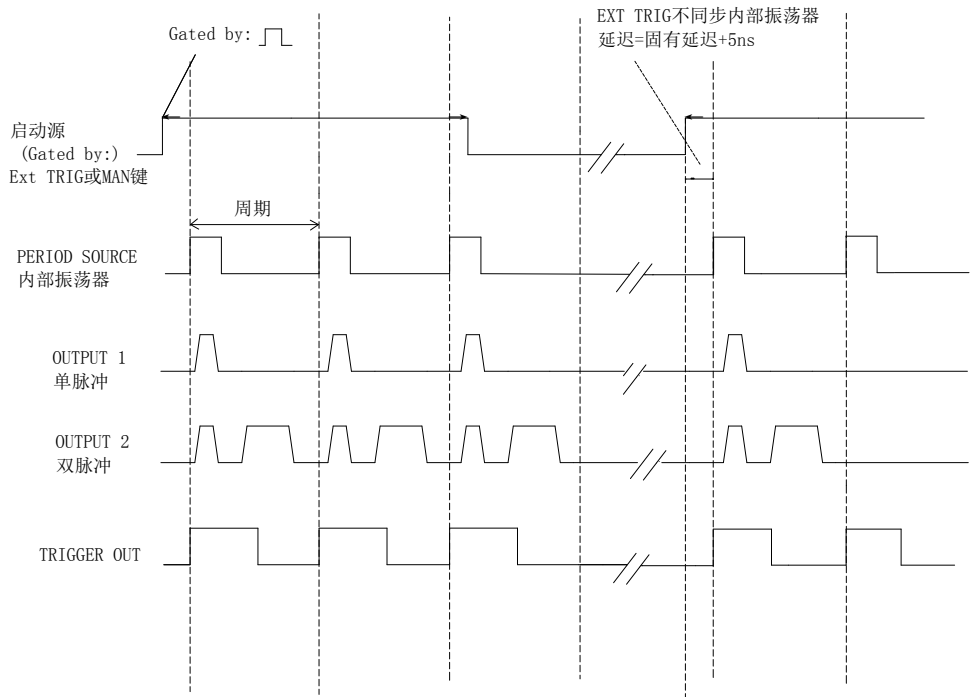 EXT TRIG不同步内部振荡器
延迟=固有延迟+5ns
Gated by:
启动源
(Gated by:)
Ext TRIG或MAN键
周期
PERIOD SOURCE
内部振荡器
OUTPUT 1
单脉冲
OUTPUT 2
双脉冲
TRIGGER OUT